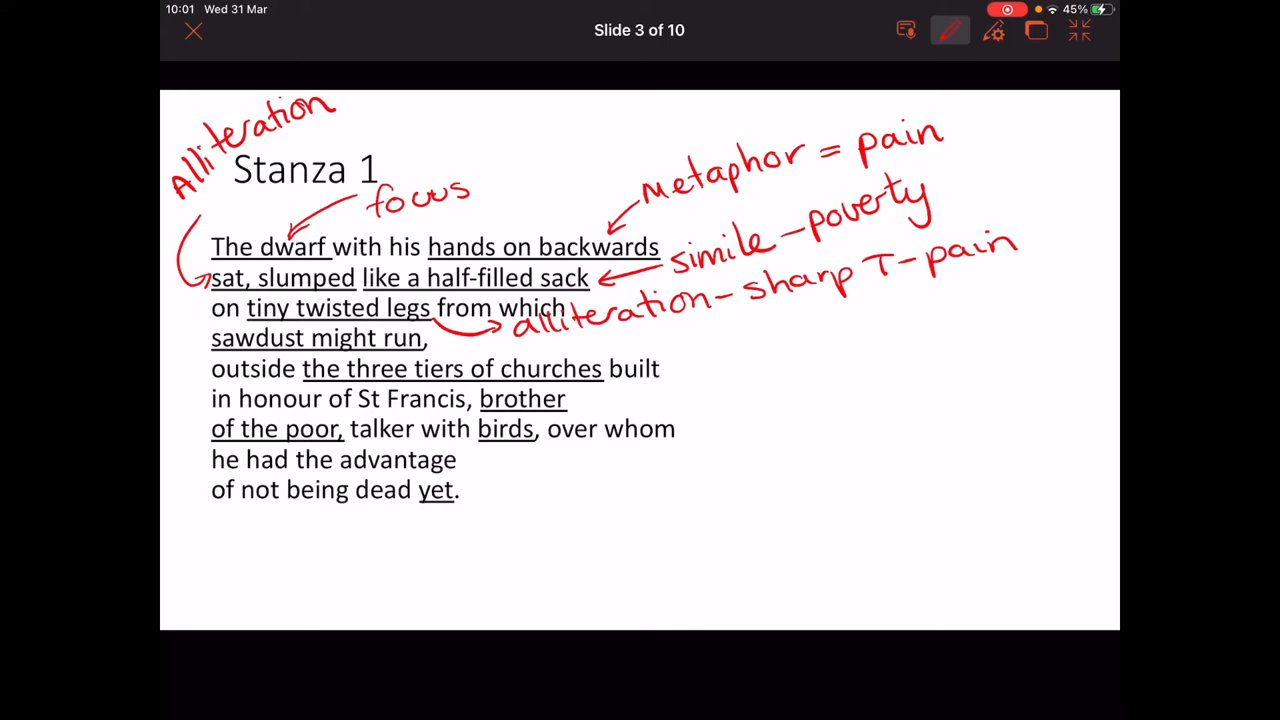 10:01 Wed 31 Mar
45%
Slide 3 of 10
Alliteration
Stanza 1
focus
Metaphor = pain
simile - poverty
alliteration - sharp T - pain
The dwarf with his hands on backwards
sat, slumped like a half-filled sack
on tiny twisted legs from which
sawdust might run,
outside the three tiers of churches built
in honour of St Francis, brother
of the poor, talker with birds, over whom
he had the advantage
of not being dead yet.